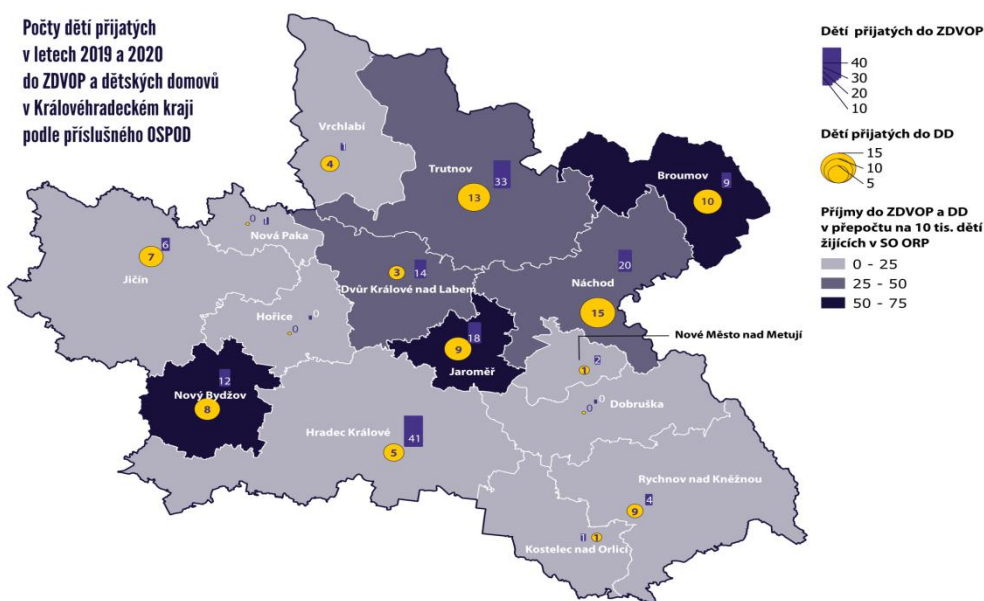 Počty dětí přijatých
v letech 2019 a 2020
do ZDVOP a dětských domovů
v Královéhradeckém kraji
podle příslušného OSPOD
Dětí přijatých do ZDVOP
40
30
20
10
Dětí přijatých do DD
15
10
5
Příjmy do ZDVOP a DD
v přepočtu na 10 tis. dětí
žijících v SO ORP
0 - 25
25 - 50
50 - 75
Vrchlabí
1
4
Trutnov
33
13
Broumov
9
10
0
1
Nová Paka
6
7
Jičín
3
14
Dvůr Králové nad Labem
20
Náchod
15
Hořice
0
0
18
9
Jaroměř
Nové Město nad Metují
2
1
12
Nový Bydžov
8
0
0
Dobruška
Hradec Králové
41
5
Rychnov nad Kněžnou
4
9
1
1
Kostelec nad Orlicí